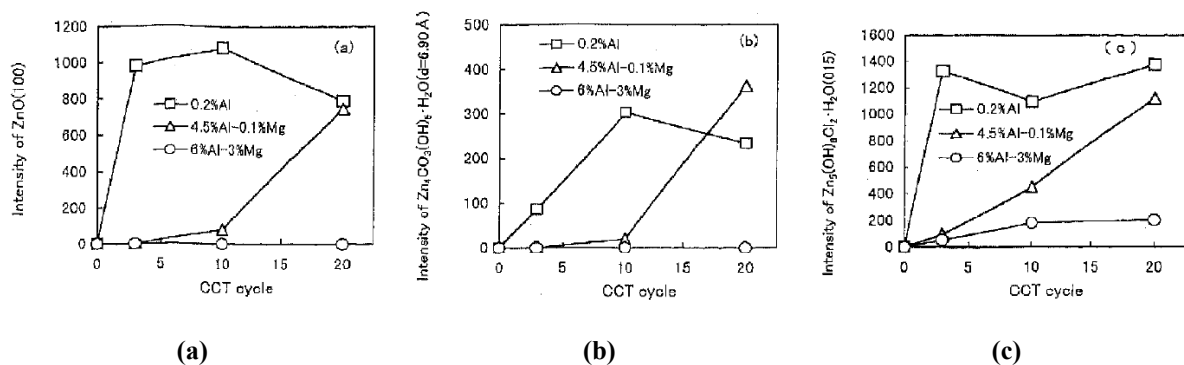 Intensity of ZnO(100)
1200
1000
800
600
400
200
0
0
5
10
15
20
CCT cycle
(a)
0.2%Al
4.5%Al-0.1%Mg
6%Al-3%Mg
Intensity of Zn4CO3(OH)6·H2O(d=6.90Å)
500
400
300
200
100
0
0
5
10
15
20
CCT cycle
(b)
0.2%Al
4.5%Al-0.1%Mg
6%Al-3%Mg
Intensity of Zn5(OH)8Cl2·H2O(015)
1600
1400
1200
1000
800
600
400
200
0
0
5
10
15
20
CCT cycle
(c)
0.2%Al
4.5%Al-0.1%Mg
6%Al-3%Mg
(a)
(b)
(c)